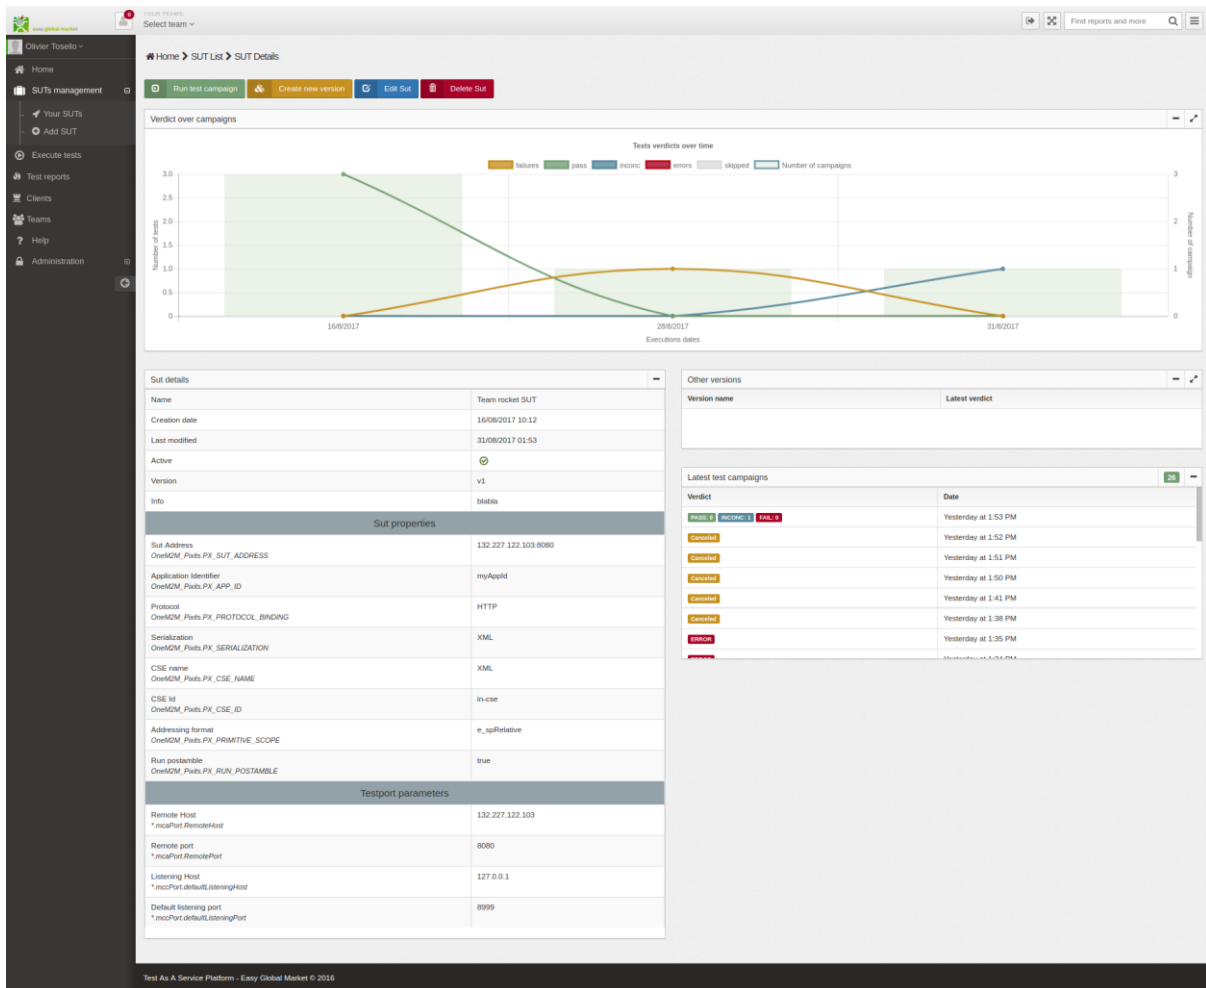 easy global market
0
YOUR TEAMS:
Select team
Find reports and more
Olivier Tosello
Home
SUTs management
Your SUTs
Add SUT
Execute tests
Test reports
Clients
Teams
Help
Administration
Home > SUT List > SUT Details
Run test campaign Create new version Edit Sut Delete Sut
Verdict over campaigns
Tests verdicts over time
failures pass inconc errors skipped Number of campaigns
Number of tests
3.0
2.5
2.0
1.5
1.0
0.5
0
3
2
1
0
Number of campaign
16/8/2017 28/8/2017 31/8/2017
Executions dates
Sut details
Name Team rocket SUT
Creation date 16/08/2017 10:12
Last modified 31/08/2017 01:53
Active
Version v1
Info blabla
Sut properties
Sut Address 132.227.122.103:8080
OneM2M_Pixits.PX_SUT_ADDRESS
Application Identifier myAppId
OneM2M_Pixits.PX_APP_ID
Protocol HTTP
OneM2M_Pixits.PX_PROTOCOL_BINDING
Serialization XML
OneM2M_Pixits.PX_SERIALIZATION
CSE name XML
OneM2M_Pixits.PX_CSE_NAME
CSE Id in-cse
OneM2M_Pixits.PX_CSE_ID
Addressing format e_spRelative
OneM2M_Pixits.PX_PRIMITIVE_SCOPE
Run postamble true
OneM2M_Pixits.PX_RUN_POSTAMBLE
Testport parameters
Remote Host 132.227.122.103
*.mcaPort.RemoteHost
Remote port 8080
*.mcaPort.RemotePort
Listening Host 127.0.0.1
*.mccPort.defaultListeningHost
Default listening port 8999
*.mccPort.defaultListeningPort
Other versions
Version name Latest verdict
Latest test campaigns 26
Verdict Date
PASS: 0 INCONC: 1 FAIL: 0 Yesterday at 1:53 PM
Canceled Yesterday at 1:52 PM
Canceled Yesterday at 1:51 PM
Canceled Yesterday at 1:50 PM
Canceled Yesterday at 1:41 PM
Canceled Yesterday at 1:38 PM
ERROR Yesterday at 1:35 PM
Test As A Service Platform - Easy Global Market © 2016